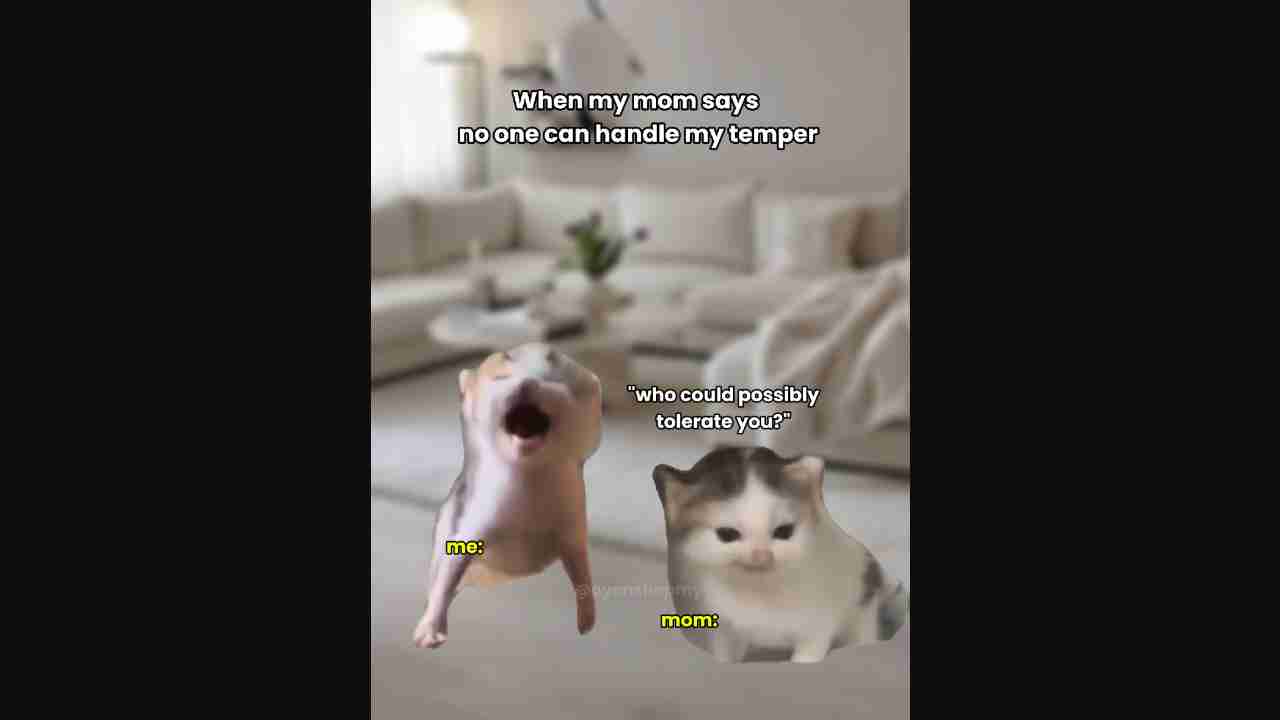 When my mom says
no one can handle my temper
"who could possibly
tolerate you?"
me:
mom: